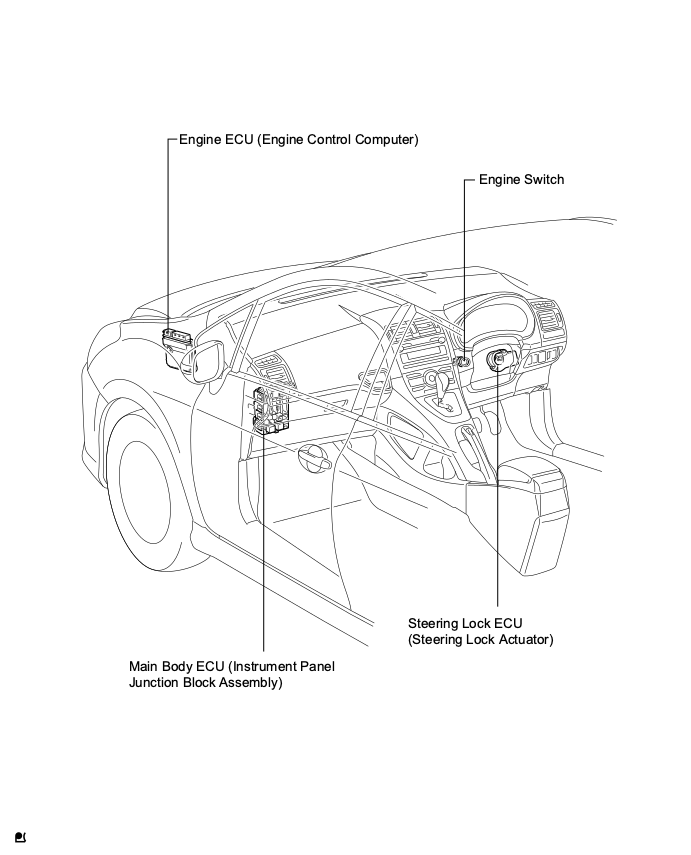 Engine ECU (Engine Control Computer)
Engine Switch
Steering Lock ECU
(Steering Lock Actuator)
Main Body ECU (Instrument Panel
Junction Block Assembly)